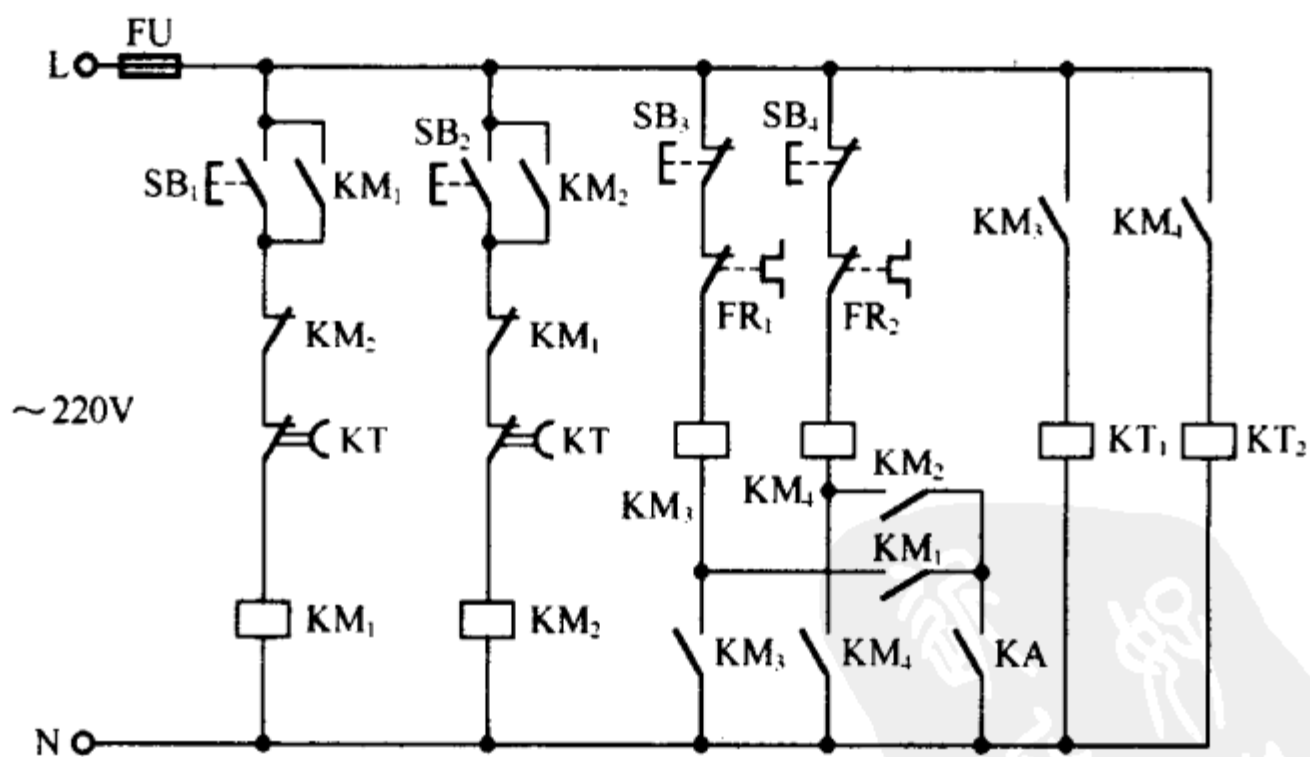 FU
L
SB₁
KM₁
SB₂
KM₂
SB₃
SB₄
KM₃
KM₄
FR₁
FR₂
KM₂
KM₁
~220V
KT
KT
KT₁
KT₂
KM₃
KM₄
KM₂
KM₁
KM₁
KM₂
KM₃
KM₄
KA
N